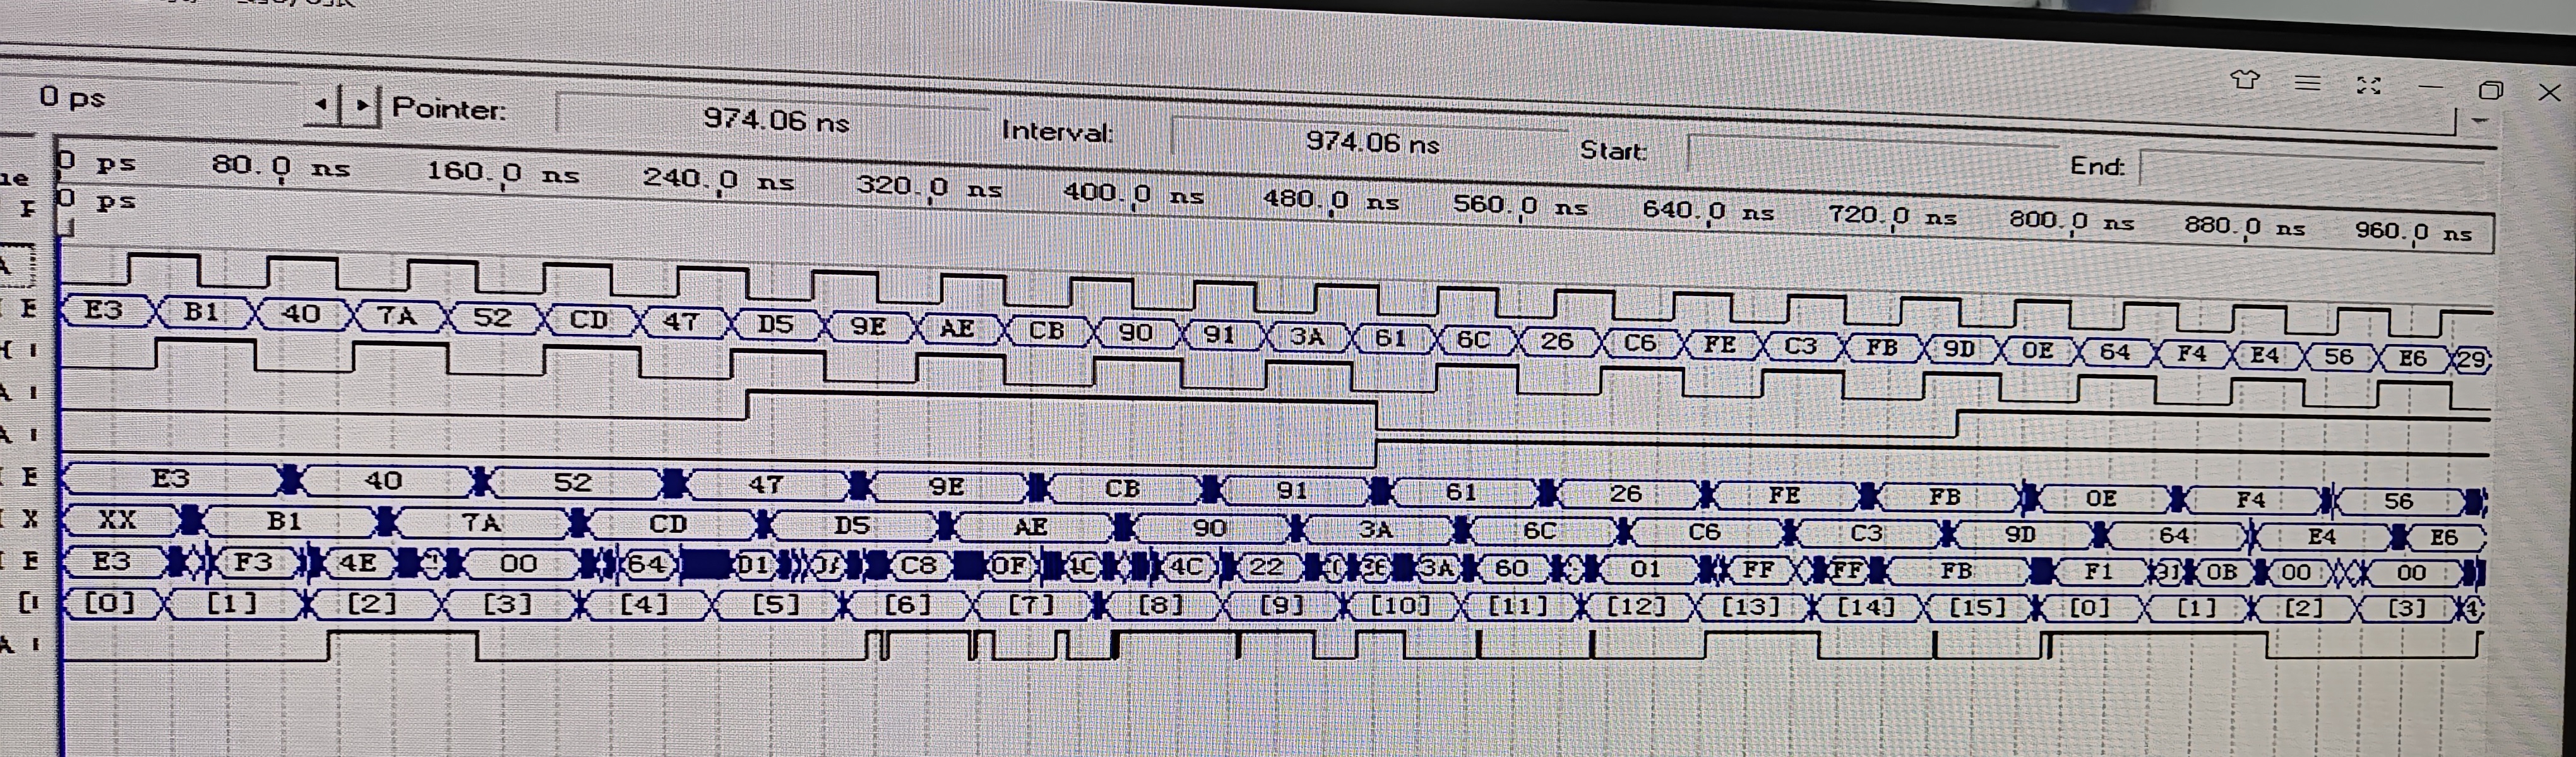 0 ps Pointer: 974.06 ns Interval: 974.06 ns Start: End:
0 ps 80.0 ns 160.0 ns 240.0 ns 320.0 ns 400.0 ns 480.0 ns 560.0 ns 640.0 ns 720.0 ns 800.0 ns 880.0 ns 960.0 ns
0 ps
E3 B1 40 7A 52 CD 47 D5 9E AE CB 90 91 3A 61 6C 26 C6 FE C3 FB 9D 0E 64 F4 E4 56 E6 29
E3 40 52 47 9E CB 91 61 26 FE FB 0E F4 56
XX B1 7A CD D5 AE 90 3A 6C C6 C3 9D 64 E4 E6
E3 F3 4E 00 64 D1 C8 0F 4C 22 3A 60 01 FF FF FB F1 0B 00 00
[0] [1] [2] [3] [4] [5] [6] [7] [8] [9] [10] [11] [12] [13] [14] [15] [0] [1] [2] [3]